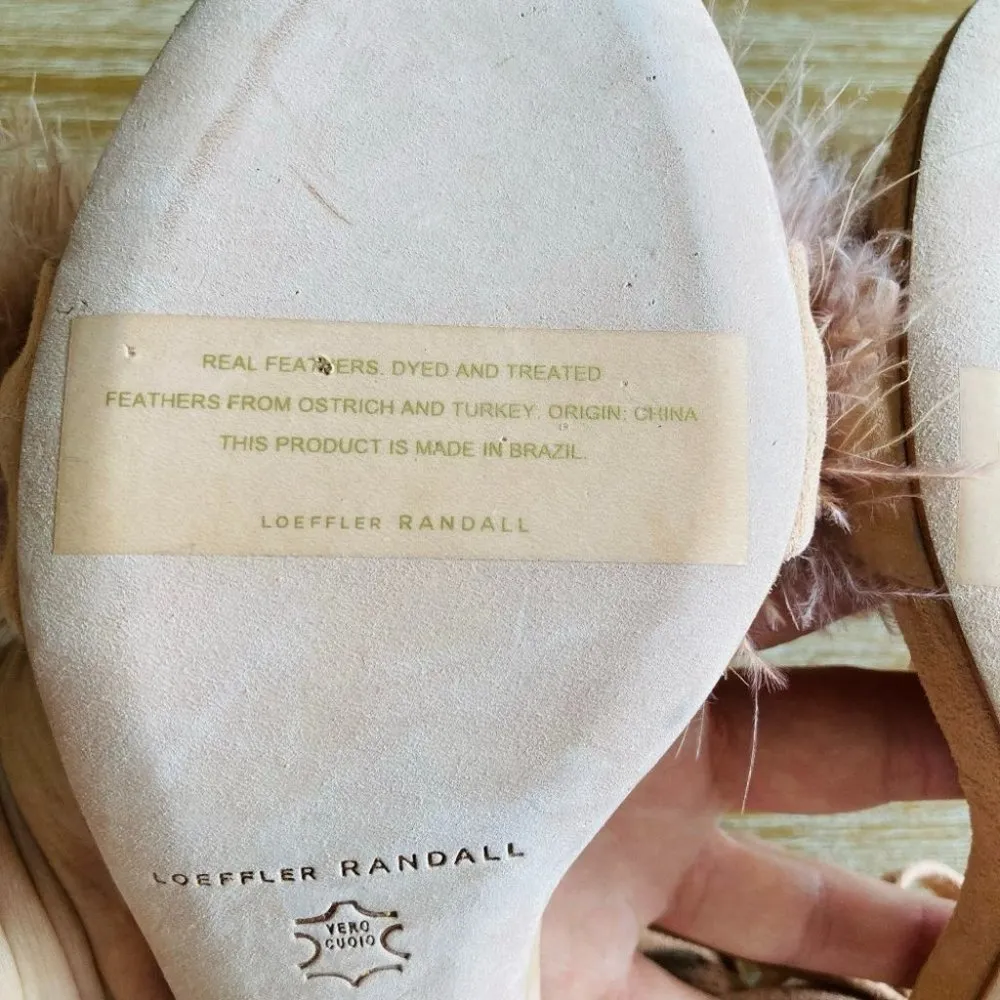 REAL FEATHERS. DYED AND TREATED
FEATHERS FROM OSTRICH AND TURKEY. ORIGIN: CHINA
THIS PRODUCT IS MADE IN BRAZIL.
LOEFFLER RANDALL
LOEFFLER RANDALL
VERO
CUOIO